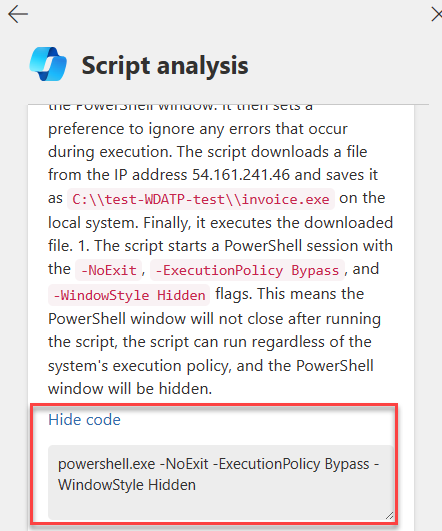 Script analysis
the PowerShell window. It then sets a
preference to ignore any errors that occur
during execution. The script downloads a file
from the IP address 54.161.241.46 and saves it
as C:\\test-WDATP-test\\invoice.exe on the
local system. Finally, it executes the downloaded
file. 1. The script starts a PowerShell session with
the -NoExit, -ExecutionPolicy Bypass, and
-WindowStyle Hidden flags. This means the
PowerShell window will not close after running
the script, the script can run regardless of the
system's execution policy, and the PowerShell
window will be hidden.
Hide code
powershell.exe -NoExit -ExecutionPolicy Bypass -
WindowStyle Hidden